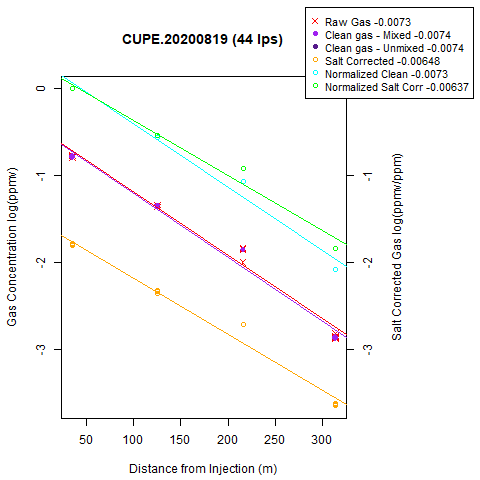 CUPE.20200819 (44 lps)
Raw Gas -0.0073
Clean gas - Mixed -0.0074
Clean gas - Unmixed -0.0074
Salt Corrected -0.00648
Normalized Clean -0.0073
Normalized Salt Corr -0.00637
Gas Concentration log(ppmv)
0
-1
-2
-3
Salt Corrected Gas log(ppmv/ppm)
-1
-2
-3
50 100 150 200 250 300
Distance from Injection (m)